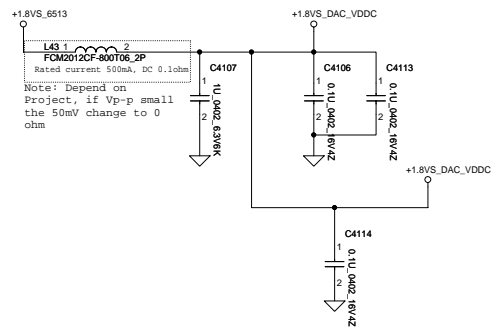 +1.8VS_6513
+1.8VS_DAC_VDDC
L43 1 2
FCM2012CF-800T06_2P
Rated current 500mA, DC 0.1ohm
Note: Depend on
Project, if Vp-p small
the 50mV change to 0
ohm
C4107
1
2
1U_0402_6.3V6K
C4106
1
2
0.1U_0402_16V4Z
C4113
1
2
0.1U_0402_16V4Z
+1.8VS_DAC_VDDC
C4114
1
2
0.1U_0402_16V4Z